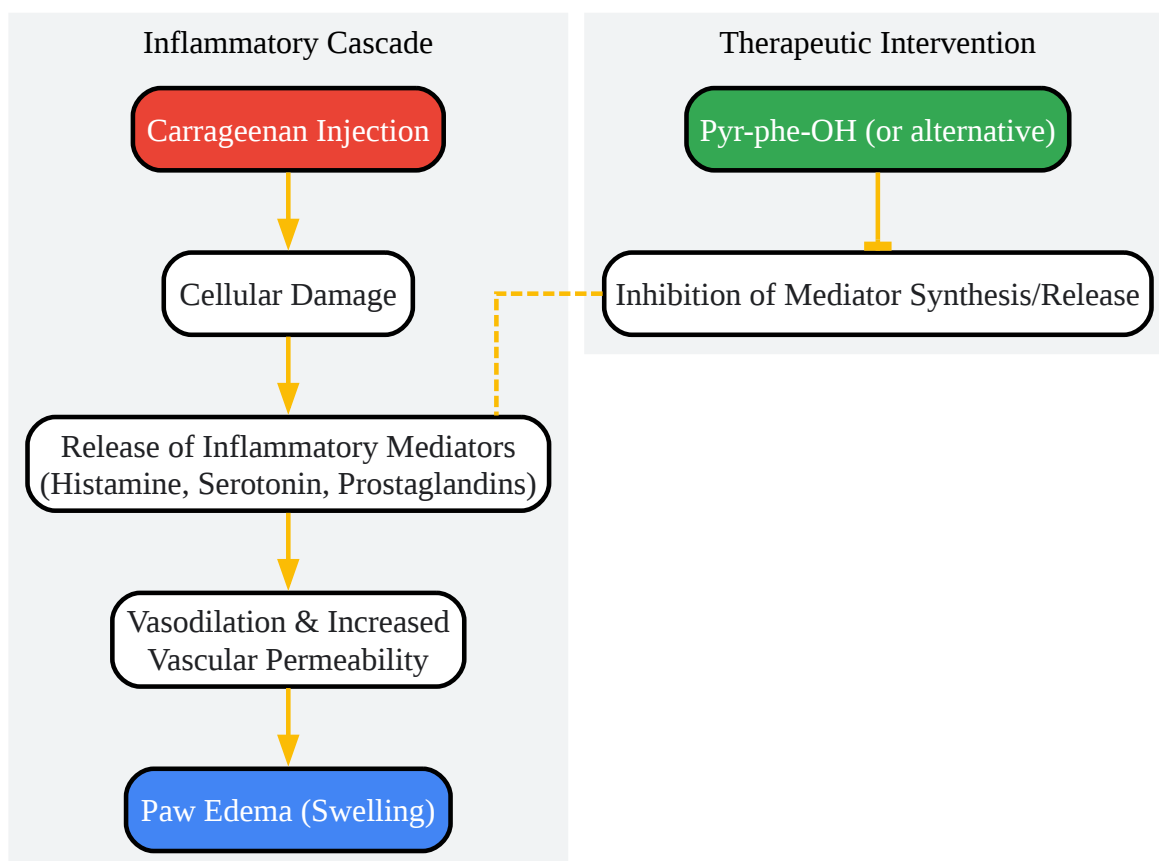 Inflammatory Cascade
Carrageenan Injection
Cellular Damage
Release of Inflammatory Mediators
(Histamine, Serotonin, Prostaglandins)
Vasodilation & Increased
Vascular Permeability
Paw Edema (Swelling)
Therapeutic Intervention
Pyr-phe-OH (or alternative)
Inhibition of Mediator Synthesis/Release